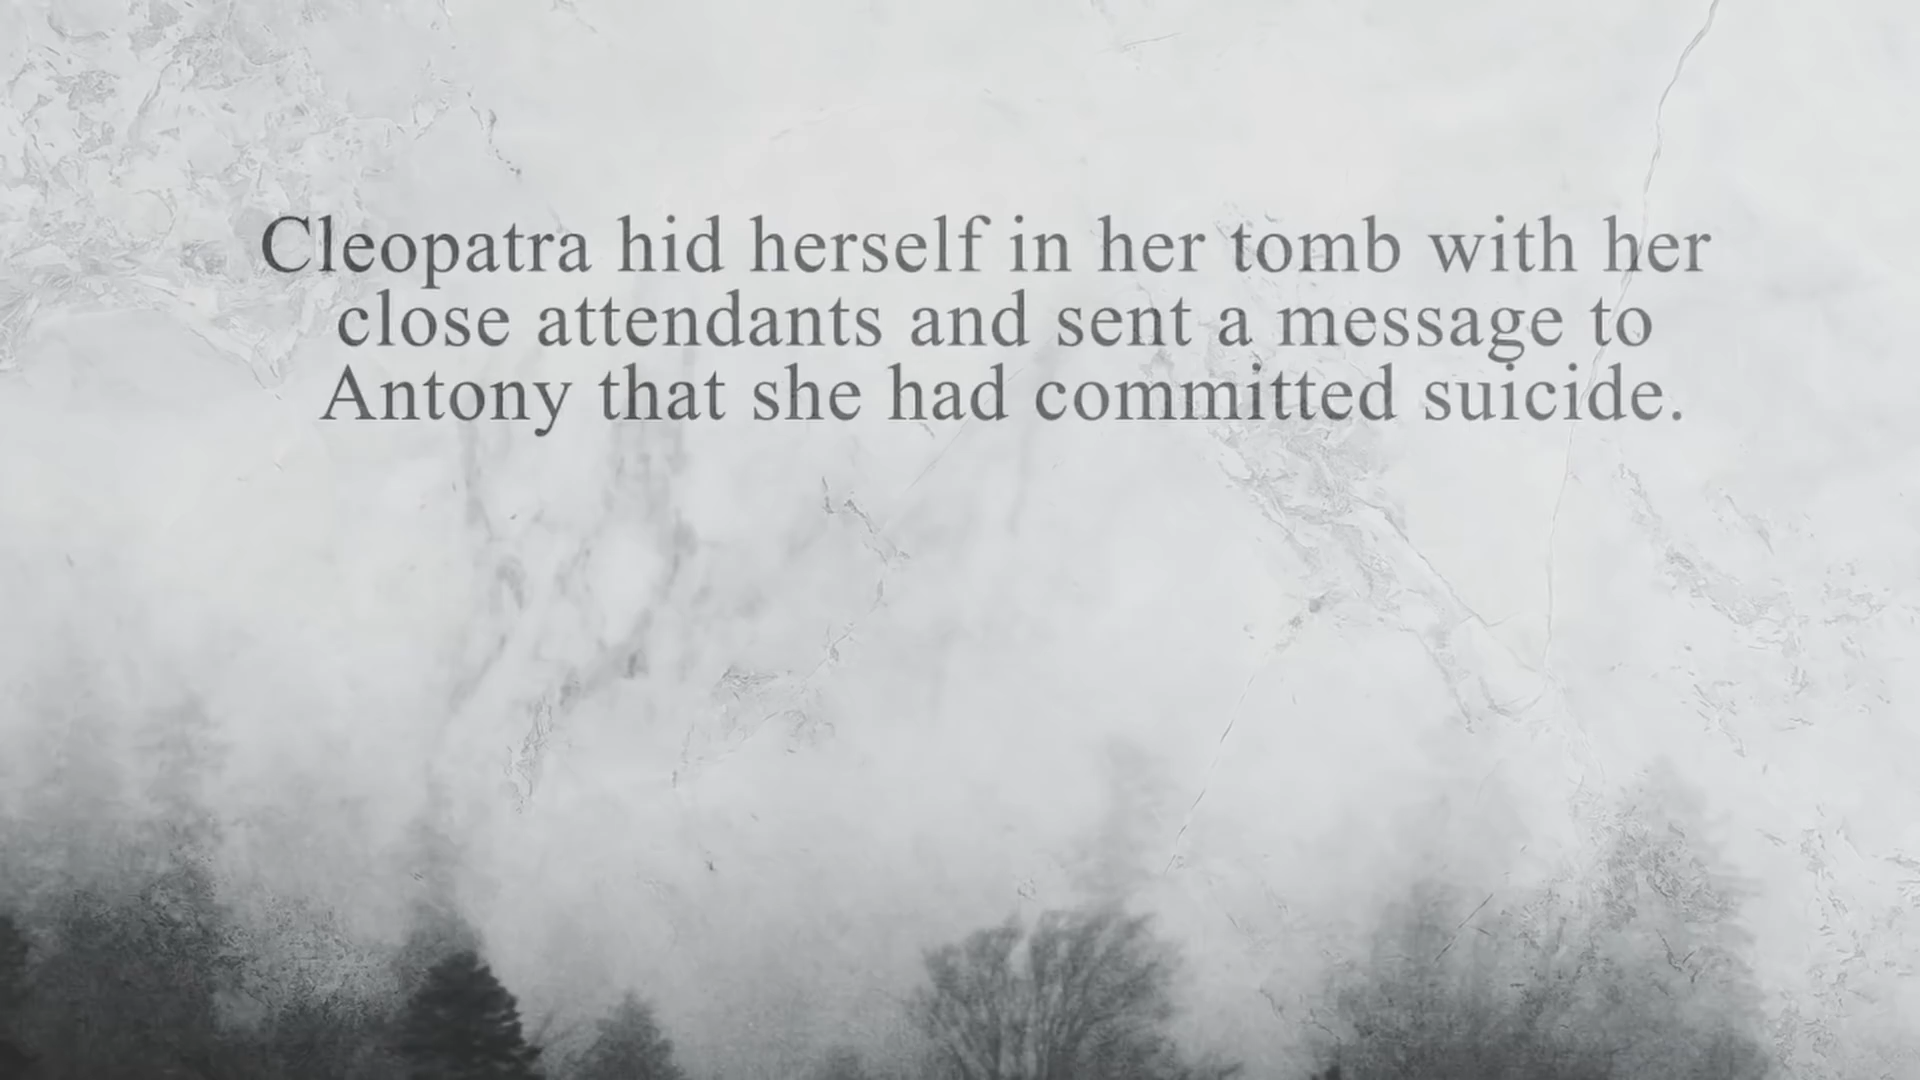 Cleopatra hid herself in her tomb with her
close attendants and sent a message to
Antony that she had committed suicide.